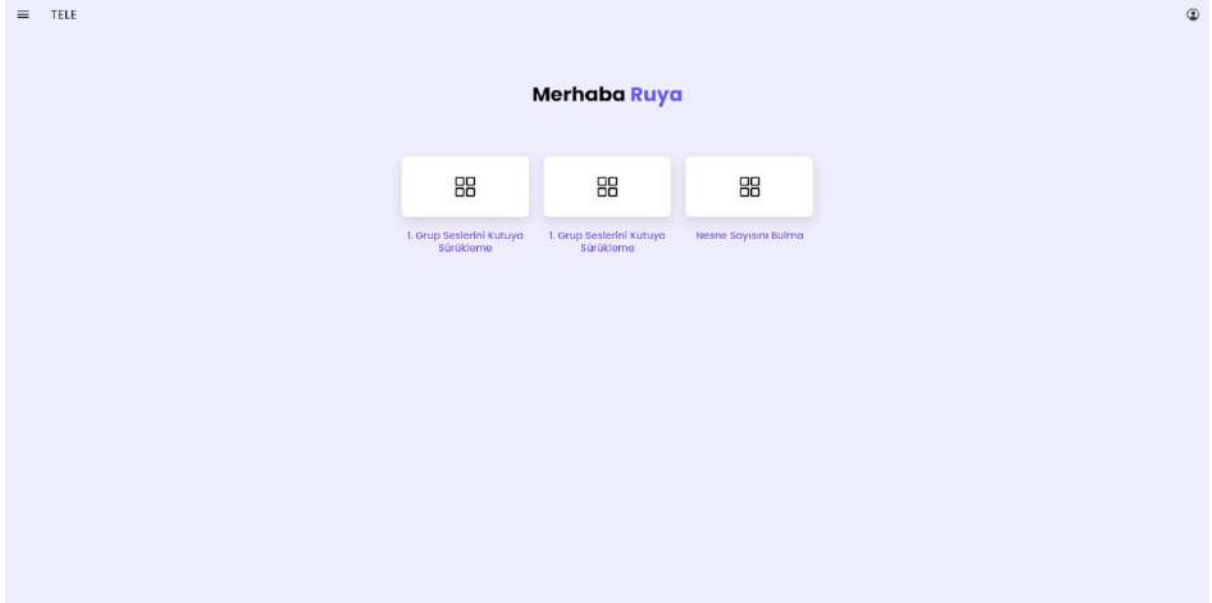 TELE
Merhaba Ruya
1. Grup Seslerini Kutuya
Sürükleme
1. Grup Seslerini Kutuya
Sürükleme
Nesne Sayısını Bulma